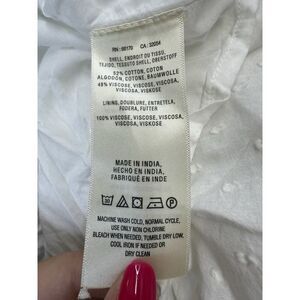 CA : 32054
SHELL, ENDROIT DU TISSU,
TEJIDO, TESSUTO SHELL, OBERSTOFF
52% COTTON, COTON
ALGODÓN, COTONE, BAUMWOLLE
48% VISCOSE, VISCOSE, VISCOSA,
VISCOSA, VISKOSE
LINING, DOUBLURE, ENTRETELA,
FODERA, FUTTER
100% VISCOSE, VISCOSE, VISCOSA,
VISCOSA, VISKOSE
MADE IN INDIA,
HECHO EN INDIA,
FABRIQUÉ EN INDE
30
MACHINE WASH COLD, NORMAL CYCLE,
USE ONLY NON CHLORINE
BLEACH WHEN NEEDED, TUMBLE DRY LOW,
COOL IRON IF NEEDED OR
DRY CLEAN